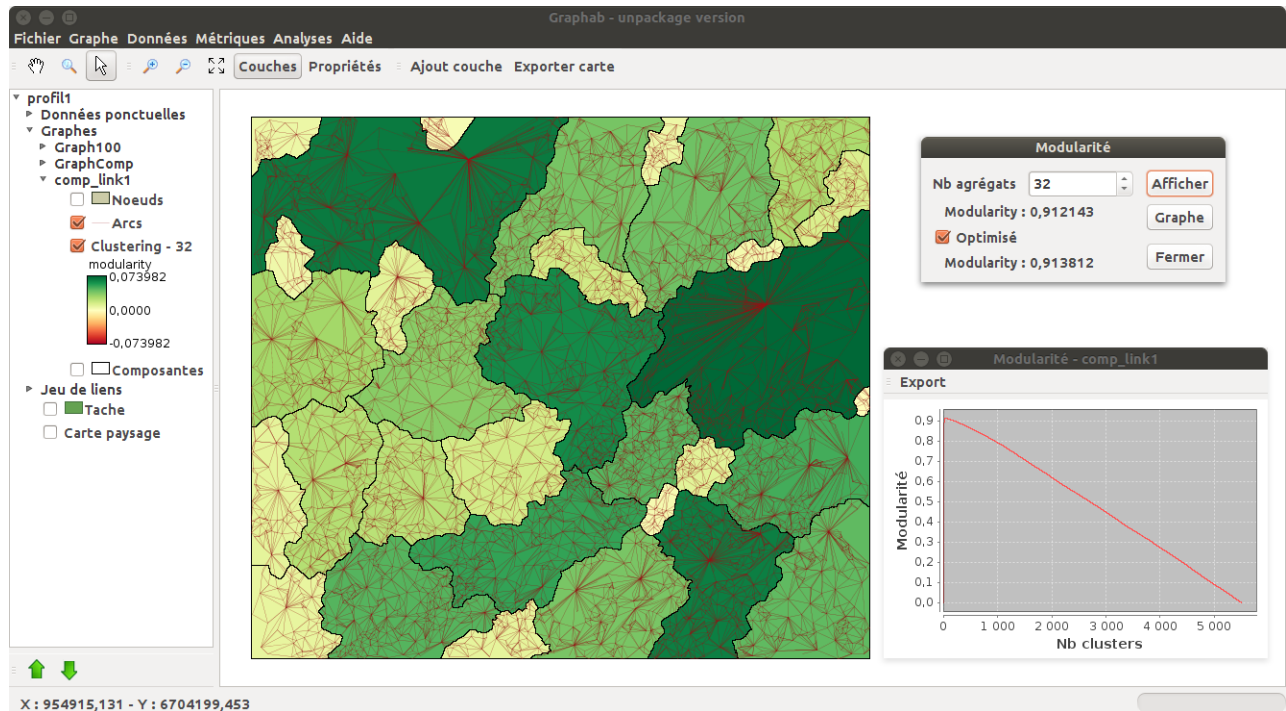 Graphab - unpackage version
Fichier Graphe Données Métriques Analyses Aide
Couches Propriétés Ajout couche Exporter carte
profil1
Données ponctuelles
Graphes
Graph100
GraphComp
comp_link1
Noeuds
Arcs
Clustering - 32
modularity
0,073982
0,0000
-0,073982
Composantes
Jeu de liens
Tache
Carte paysage
Modularité
Nb agrégats 32 Afficher
Modularity : 0,912143
Graphe
Optimisé
Modularity : 0,913812
Fermer
Modularité - comp_link1
Export
Modularité
0,9
0,8
0,7
0,6
0,5
0,4
0,3
0,2
0,1
0,0
0 1 000 2 000 3 000 4 000 5 000
Nb clusters
X : 954915,131 - Y : 6704199,453